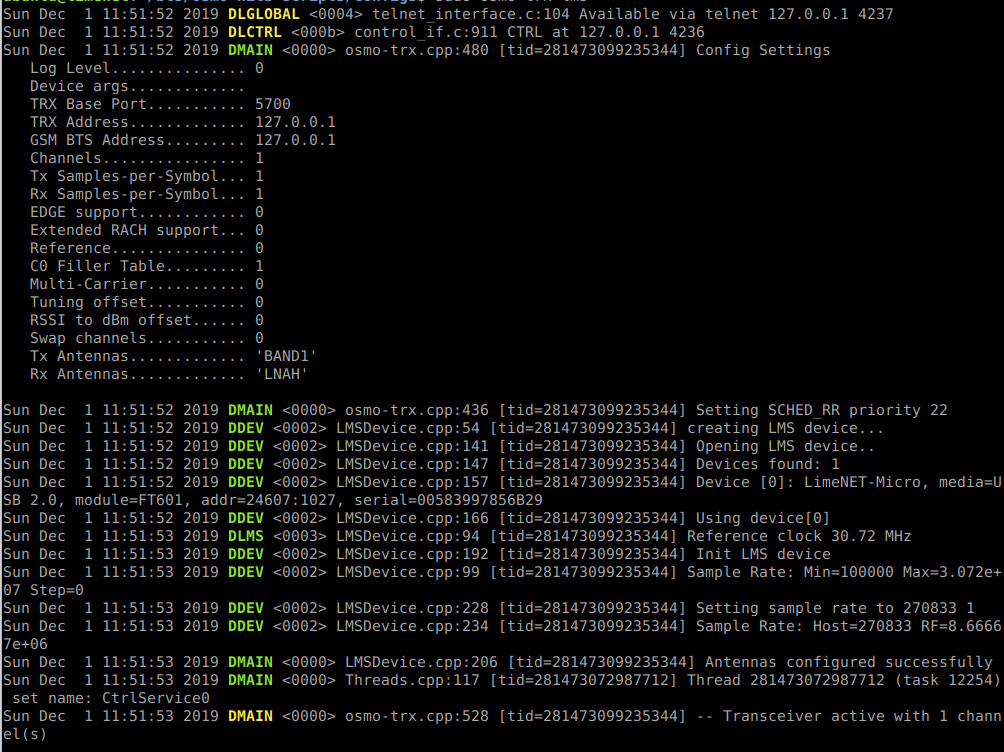 Sun Dec  1 11:51:52 2019 DLGLOBAL <0004> telnet_interface.c:104 Available via telnet 127.0.0.1 4237
Sun Dec  1 11:51:52 2019 DLCTRL <000b> control_if.c:911 CTRL at 127.0.0.1 4236
Sun Dec  1 11:51:52 2019 DMAIN <0000> osmo-trx.cpp:480 [tid=281473099235344] Config Settings
   Log Level............... 0
   Device args.............
   TRX Base Port........... 5700
   TRX Address............. 127.0.0.1
   GSM BTS Address......... 127.0.0.1
   Channels................ 1
   Tx Samples-per-Symbol... 1
   Rx Samples-per-Symbol... 1
   EDGE support............ 0
   Extended RACH support... 0
   Reference............... 0
   C0 Filler Table......... 1
   Multi-Carrier........... 0
   Tuning offset........... 0
   RSSI to dBm offset...... 0
   Swap channels........... 0
   Tx Antennas............. 'BAND1'
   Rx Antennas............. 'LNAH'
Sun Dec  1 11:51:52 2019 DMAIN <0000> osmo-trx.cpp:436 [tid=281473099235344] Setting SCHED_RR priority 22
Sun Dec  1 11:51:52 2019 DDEV <0002> LMSDevice.cpp:54 [tid=281473099235344] creating LMS device...
Sun Dec  1 11:51:52 2019 DDEV <0002> LMSDevice.cpp:141 [tid=281473099235344] Opening LMS device..
Sun Dec  1 11:51:52 2019 DDEV <0002> LMSDevice.cpp:147 [tid=281473099235344] Devices found: 1
Sun Dec  1 11:51:52 2019 DDEV <0002> LMSDevice.cpp:157 [tid=281473099235344] Device [0]: LimeNET-Micro, media=U
SB 2.0, module=FT601, addr=24607:1027, serial=00583997856B29
Sun Dec  1 11:51:52 2019 DDEV <0002> LMSDevice.cpp:166 [tid=281473099235344] Using device[0]
Sun Dec  1 11:51:53 2019 DLMS <0003> LMSDevice.cpp:94 [tid=281473099235344] Reference clock 30.72 MHz
Sun Dec  1 11:51:53 2019 DDEV <0002> LMSDevice.cpp:192 [tid=281473099235344] Init LMS device
Sun Dec  1 11:51:53 2019 DDEV <0002> LMSDevice.cpp:99 [tid=281473099235344] Sample Rate: Min=100000 Max=3.072e+
07 Step=0
Sun Dec  1 11:51:53 2019 DDEV <0002> LMSDevice.cpp:228 [tid=281473099235344] Setting sample rate to 270833 1
Sun Dec  1 11:51:53 2019 DDEV <0002> LMSDevice.cpp:234 [tid=281473099235344] Sample Rate: Host=270833 RF=8.6666
7e+06
Sun Dec  1 11:51:53 2019 DMAIN <0000> LMSDevice.cpp:206 [tid=281473099235344] Antennas configured successfully
Sun Dec  1 11:51:53 2019 DMAIN <0000> Threads.cpp:117 [tid=281473072987712] Thread 281473072987712 (task 12254)
 set name: CtrlService0
Sun Dec  1 11:51:53 2019 DMAIN <0000> osmo-trx.cpp:528 [tid=281473099235344] -- Transceiver active with 1 chann
el(s)